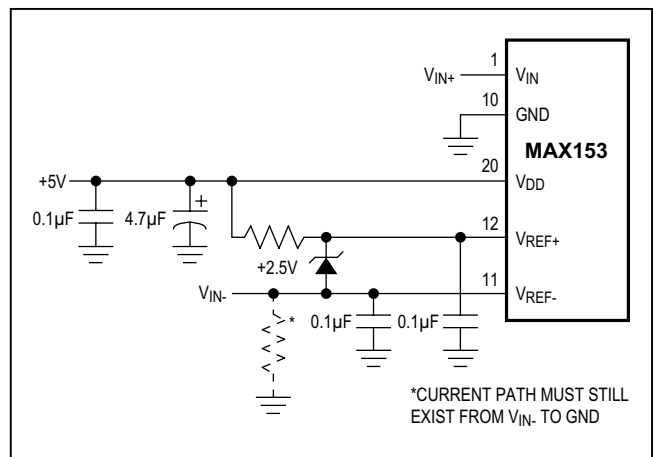 1
VIN+
VIN
10
GND
MAX153
+5V
20
VDD
0.1µF
4.7µF
+
12
VREF+
+2.5V
11
VIN-
VREF-
*
0.1µF
0.1µF
*CURRENT PATH MUST STILL
EXIST FROM VIN- TO GND